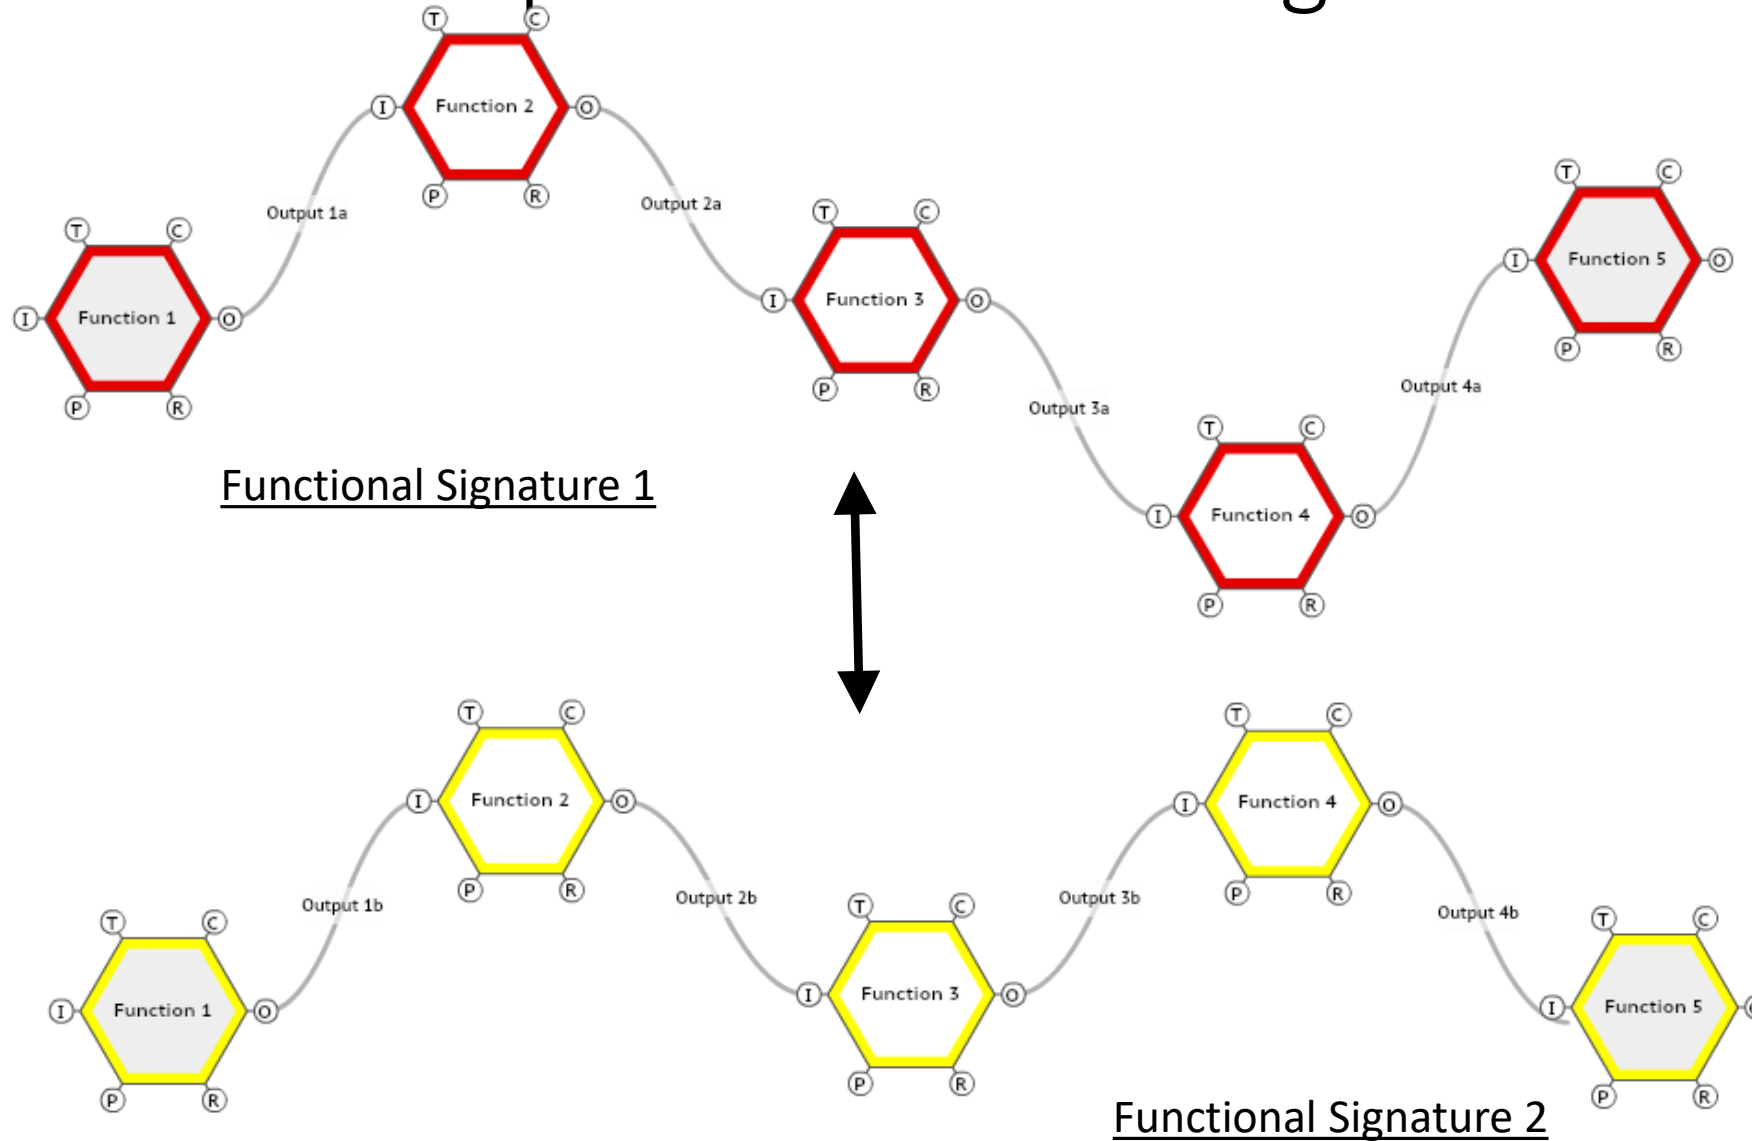 T C
Function 2
I O
P R
Output 1a
Output 2a
T C
Function 1
I O
P R
T C
Function 3
I O
P R
T C
Function 5
I O
P R
Output 3a
Output 4a
Functional Signature 1
T C
Function 4
I O
P R
T C
Function 2
I O
P R
T C
Function 4
I O
P R
Output 1b
Output 2b
Output 3b
Output 4b
T C
Function 1
I O
P R
T C
Function 3
I O
P R
T C
Function 5
I
P R
Functional Signature 2